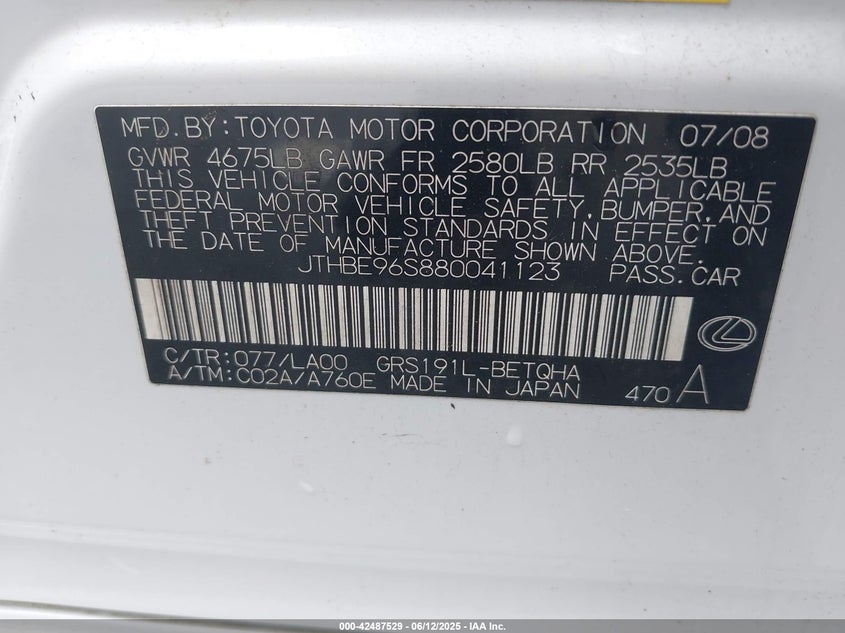 MFD. BY: TOYOTA MOTOR CORPORATION 07/08
GVWR 4675LB GAWR FR 2580LB RR 2535LB
THIS VEHICLE CONFORMS TO ALL APPLICABLE
FEDERAL MOTOR VEHICLE SAFETY, BUMPER, AND
THEFT PREVENTION STANDARDS IN EFFECT ON
THE DATE OF MANUFACTURE SHOWN ABOVE.
JTHBE96S880041123 PASS. CAR
C/TR: 077/LA00 GRS191L-BETQHA
A/TM: C02A/A760E MADE IN JAPAN 470 A
000-42487529 - 06/12/2025 - IAA Inc.